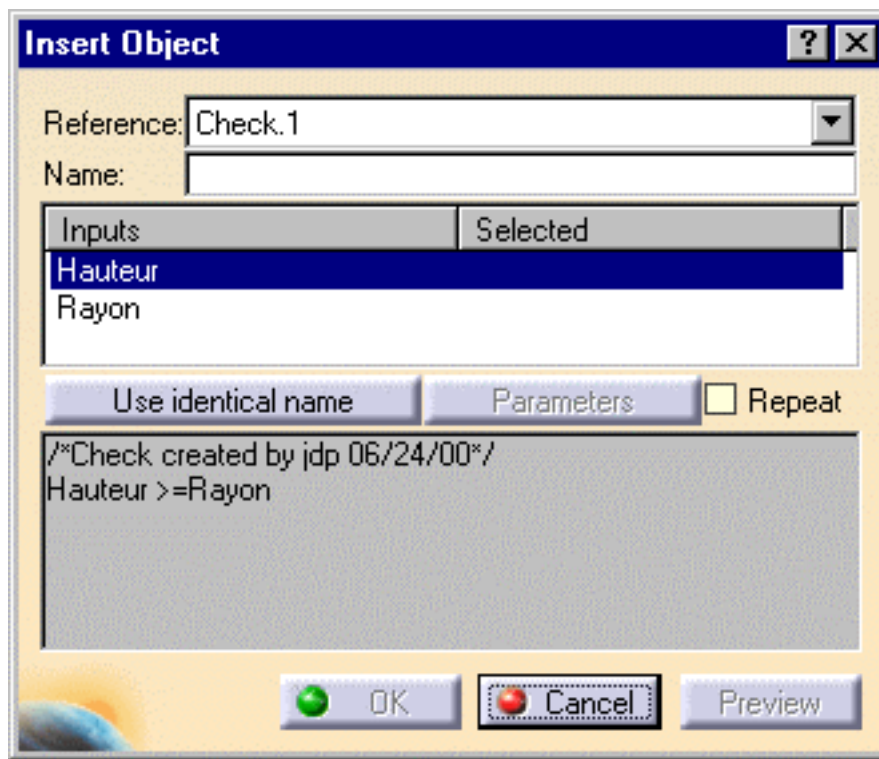 Insert Object ? X
Reference: Check.1
Name:
Inputs Selected
Hauteur
Rayon
Use identical name Parameters Repeat
/*Check created by jdp 06/24/00*/
Hauteur >=Rayon
OK Cancel Preview